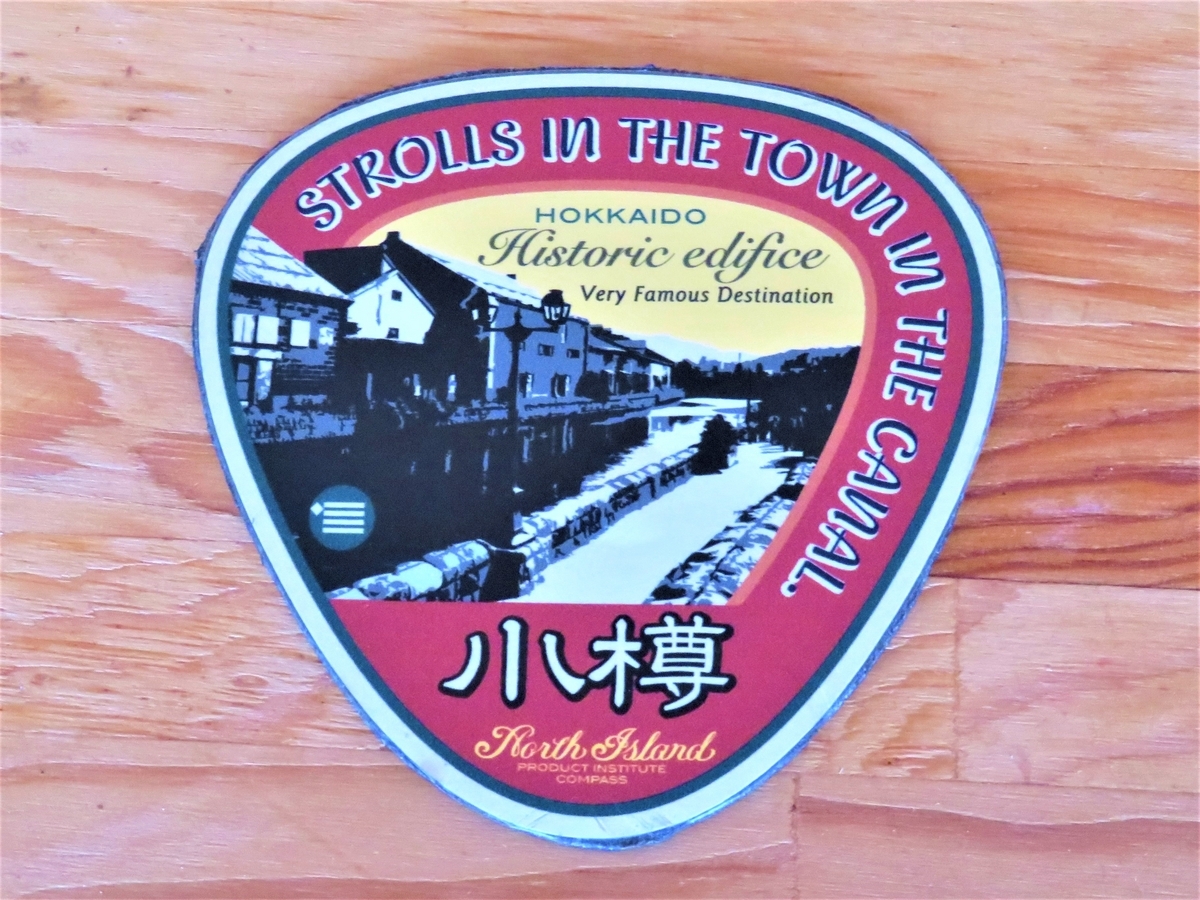 STROLLS IN THE TOWN IN THE CANAL.
HOKKAIDO
Historic edifice
Very Famous Destination
小樽
North Island
PRODUCT INSTITUTE
COMPASS